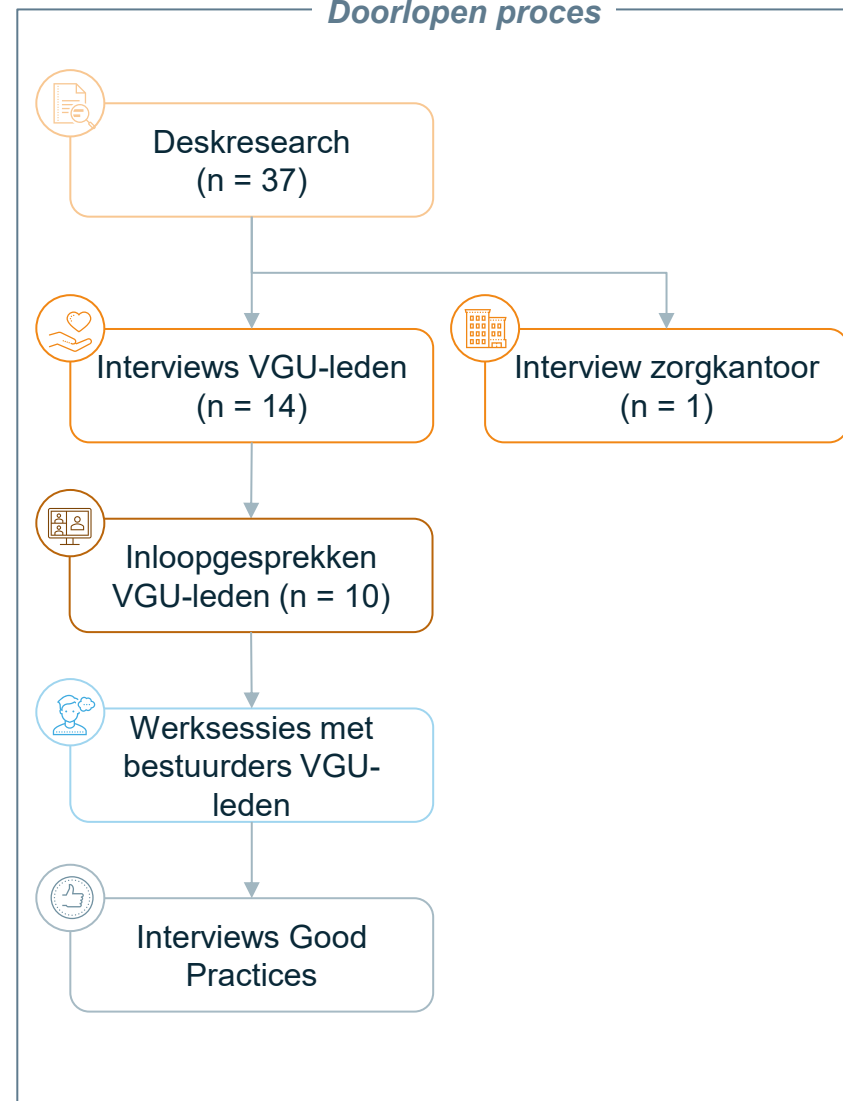 Doorlopen proces
Deskresearch
(n = 37)
Interviews VGU-leden
(n = 14)
Interview zorgkantoor
(n = 1)
Inloopgesprekken
VGU-leden (n = 10)
Werksessies met
bestuurders VGU-
leden
Interviews Good
Practices